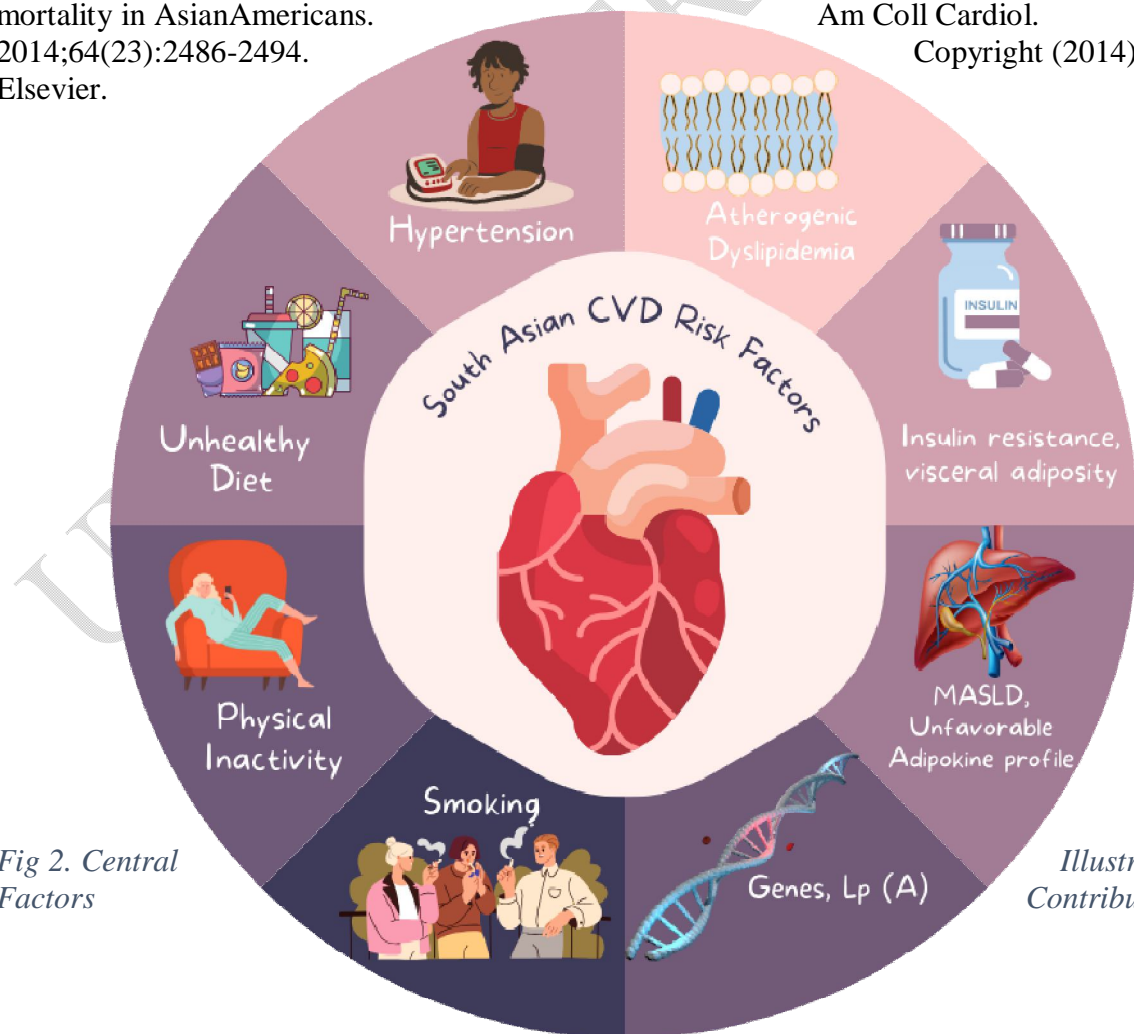 mortality in AsianAmericans.
2014;64(23):2486-2494.
Elsevier.
Am Coll Cardiol.
Copyright (2014)
Hypertension
Atherogenic
Dyslipidemia
INSULIN
Insulin resistance,
visceral adiposity
MASLD,
Unfavorable
Adipokine profile
Genes, Lp (A)
Smoking
Physical
Inactivity
Unhealthy
Diet
South Asian CVD Risk Factors
Fig 2. Central
Factors
Illustr
Contribu